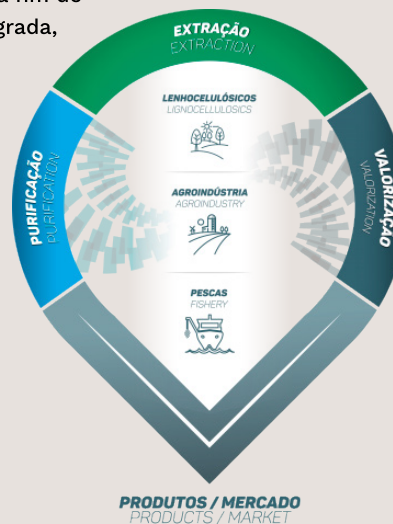 a fim de
grada,
EXTRAÇÃO
EXTRACTION
LENHOCELULÓSICOS
LIGNOCELLULOSICS
PURIFICAÇÃO
PURIFICATION
VALORIZAÇÃO
VALORIZATION
AGROINDÚSTRIA
AGROINDUSTRY
PESCAS
FISHERY
PRODUTOS / MERCADO
PRODUCTS / MARKET